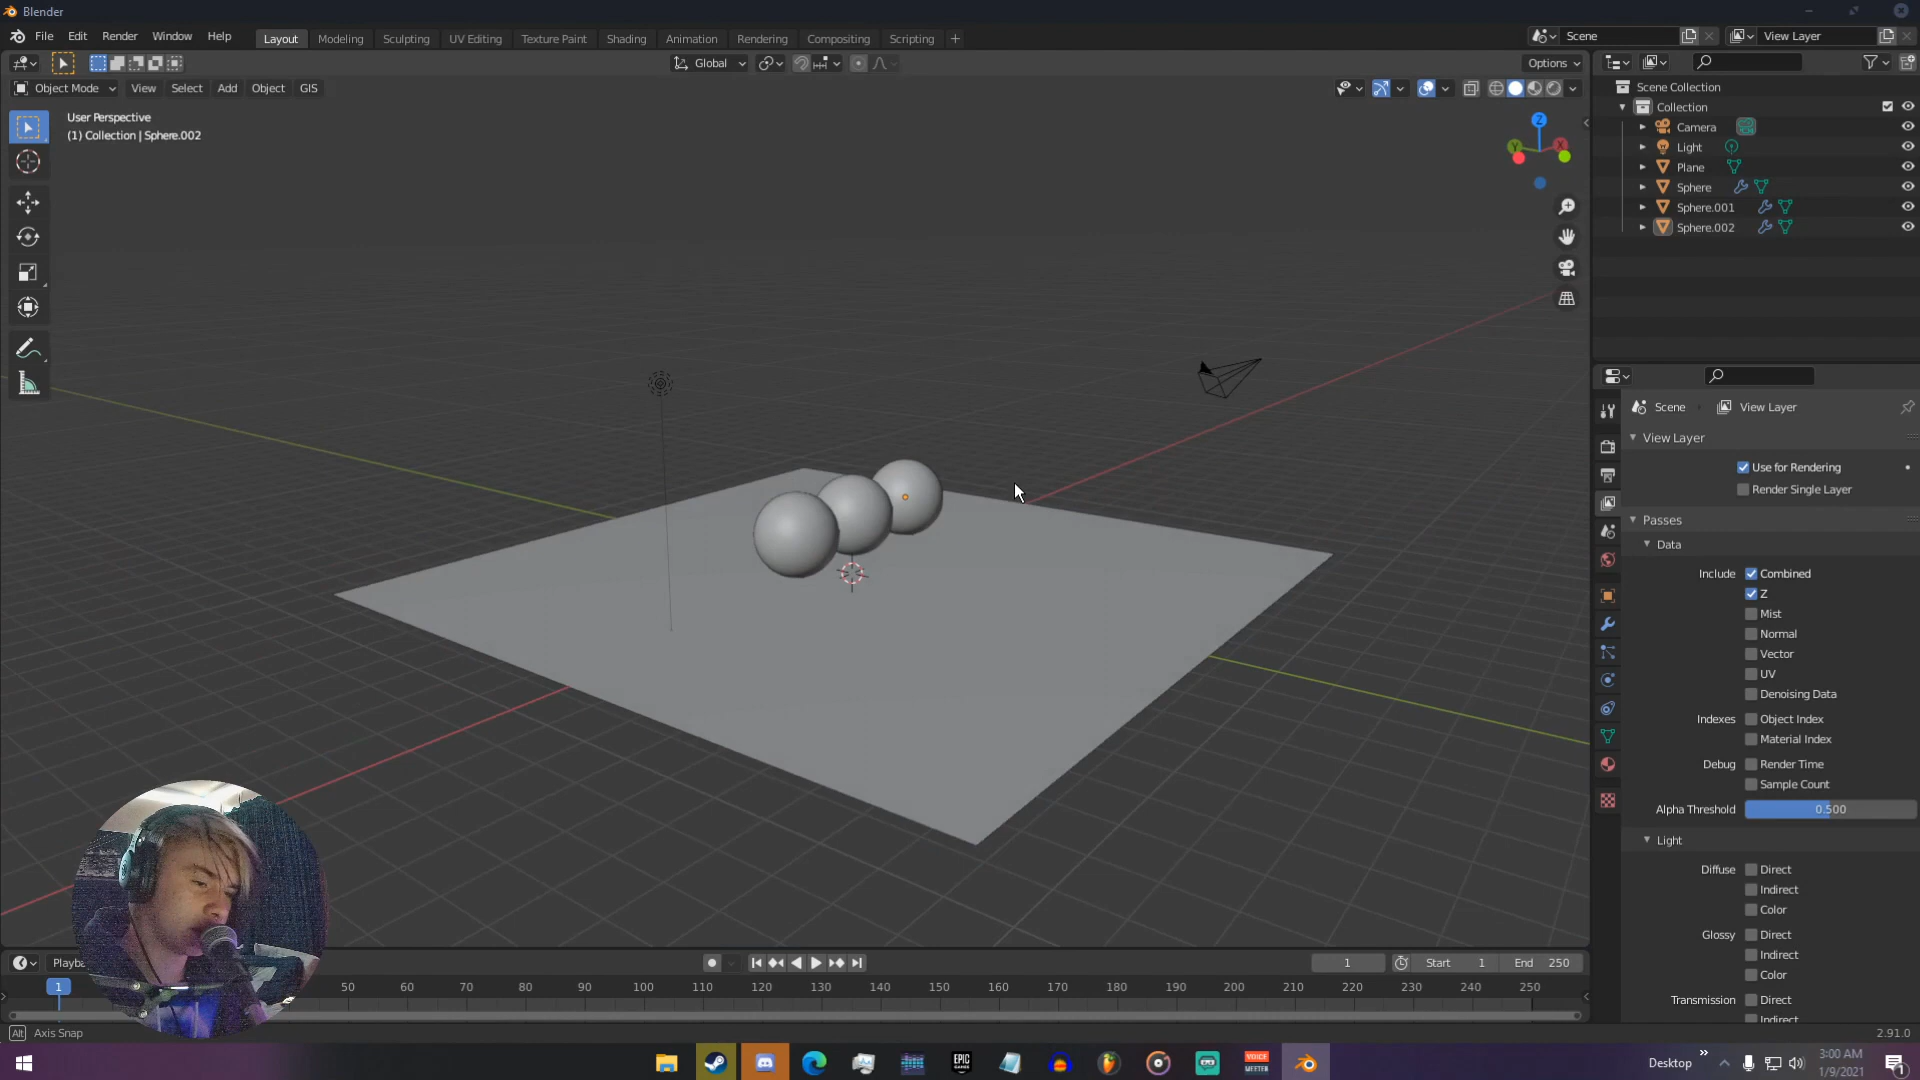 Blender
File Edit Render Window Help
Layout Modeling Sculpting UV Editing Texture Paint Shading Animation Rendering Compositing Scripting +
Scene
View Layer
Global
Options
Object Mode View Select Add Object GIS
User Perspective
(1) Collection | Sphere.002
Z
Y
X
Scene Collection
Collection
Camera
Light
Plane
Sphere
Sphere.001
Sphere.002
Scene View Layer
View Layer
Use for Rendering
Render Single Layer
Passes
Data
Include Combined
Z
Mist
Normal
Vector
UV
Denoising Data
Indexes Object Index
Material Index
Debug Render Time
Sample Count
Alpha Threshold 0.500
Light
Diffuse Direct
Indirect
Color
Glossy Direct
Indirect
Color
Transmission Direct
Indirect
1 Start 1 End 250
1 50 60 70 80 90 100 110 120 130 140 150 160 170 180 190 200 210 220 230 240 250
Alt Axis Snap
2.91.0
EPIC GAMES
VOICE MEETER
Desktop
3:00 AM
1/9/2021
1